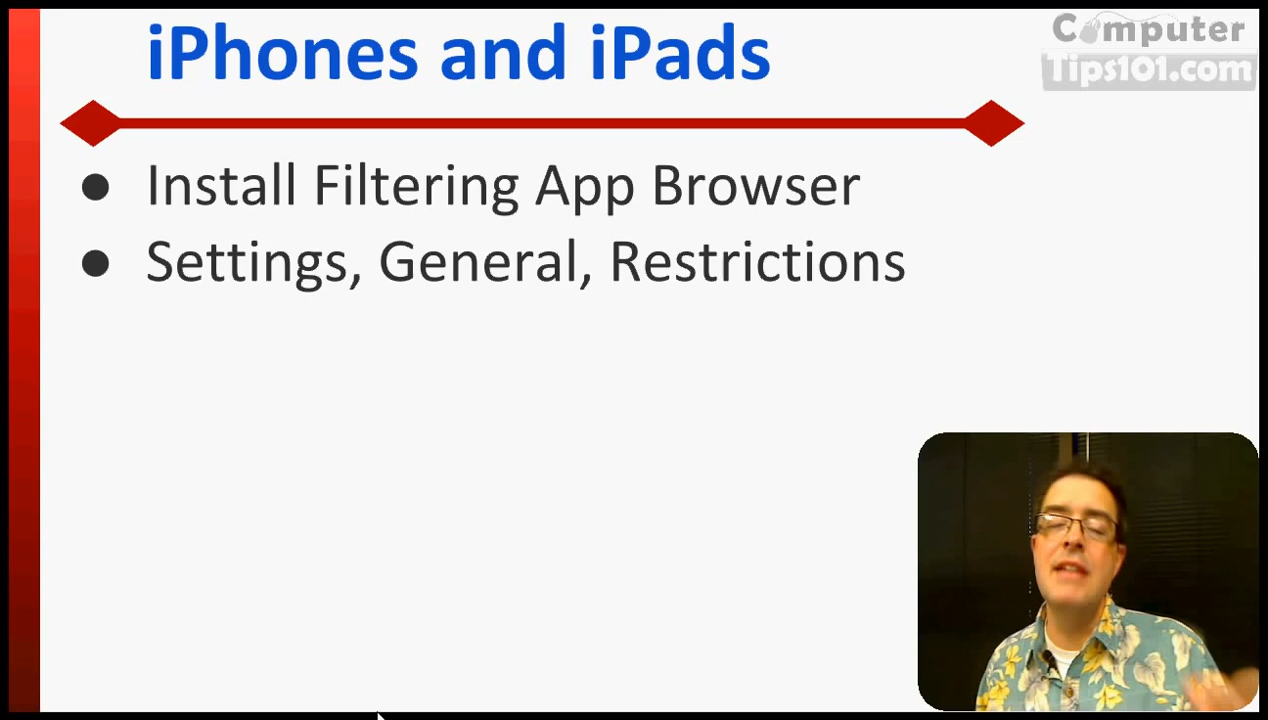 iPhones and iPads
Computer
Tips101.com
● Install Filtering App Browser
● Settings, General, Restrictions